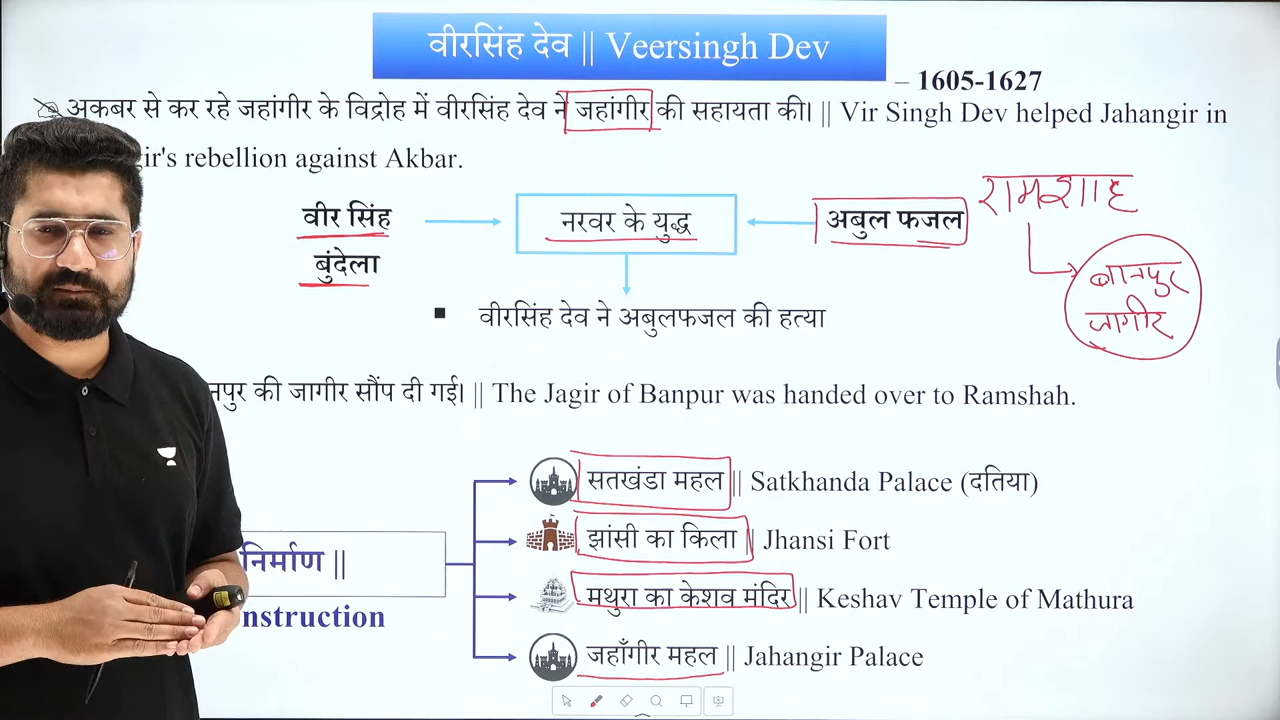 वीरसिंह देव || Veersingh Dev
– 1605-1627
अकबर से कर रहे जहांगीर के विद्रोह में वीरसिंह देव ने जहांगीर की सहायता की। || Vir Singh Dev helped Jahangir in
gir's rebellion against Akbar.
रामशाह
वीर सिंह
बुंदेला
नरवर के युद्ध
अबुल फजल
बानपुर
जागीर
▪ वीरसिंह देव ने अबुलफजल की हत्या
नपुर की जागीर सौंप दी गई। || The Jagir of Banpur was handed over to Ramshah.
सतखंडा महल || Satkhanda Palace (दतिया)
झांसी का किला || Jhansi Fort
निर्माण ||
nstruction
मथुरा का केशव मंदिर || Keshav Temple of Mathura
जहाँगीर महल || Jahangir Palace